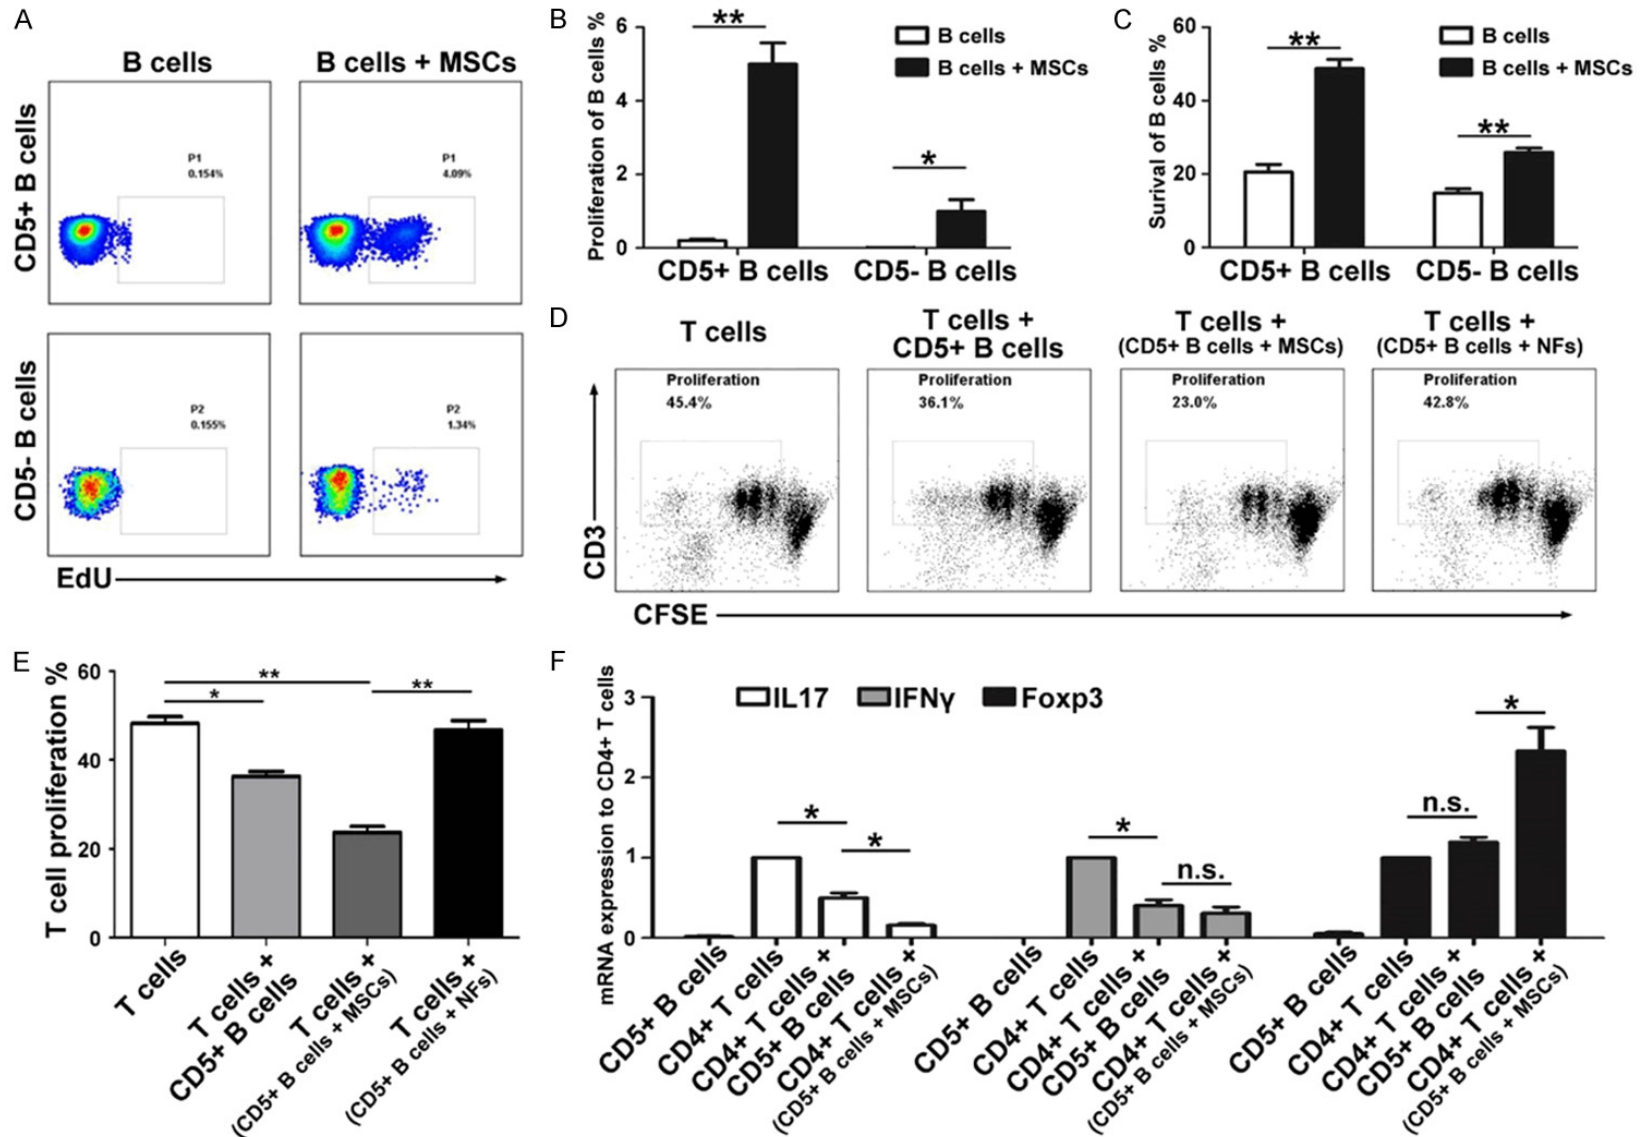 A
B cells
B cells + MSCs
CD5+ B cells
P1
0.154%
P1
4.09%
CD5- B cells
P2
0.155%
P2
1.34%
EdU
B
Proliferation of B cells %
6
4
2
0
**
*
B cells
B cells + MSCs
CD5+ B cells
CD5- B cells
C
Surival of B cells %
60
40
20
0
**
**
B cells
B cells + MSCs
CD5+ B cells
CD5- B cells
D
T cells
T cells +
CD5+ B cells
T cells +
(CD5+ B cells + MSCs)
T cells +
(CD5+ B cells + NFs)
Proliferation
45.4%
Proliferation
36.1%
Proliferation
23.0%
Proliferation
42.8%
CD3
CFSE
E
T cell proliferation %
60
40
20
0
**
*
**
T cells
T cells +
CD5+ B cells
T cells +
(CD5+ B cells + MSCs)
T cells +
(CD5+ B cells + NFs)
F
mRNA expression to CD4+ T cells
3
2
1
0
IL17
IFNγ
Foxp3
*
*
*
n.s.
n.s.
*
CD5+ B cells
CD4+ T cells
CD4+ T cells +
CD5+ B cells
CD4+ T cells +
(CD5+ B cells + MSCs)
CD5+ B cells
CD4+ T cells
CD4+ T cells +
CD5+ B cells
CD4+ T cells +
(CD5+ B cells + MSCs)
CD5+ B cells
CD4+ T cells
CD4+ T cells +
CD5+ B cells
CD4+ T cells +
(CD5+ B cells + MSCs)